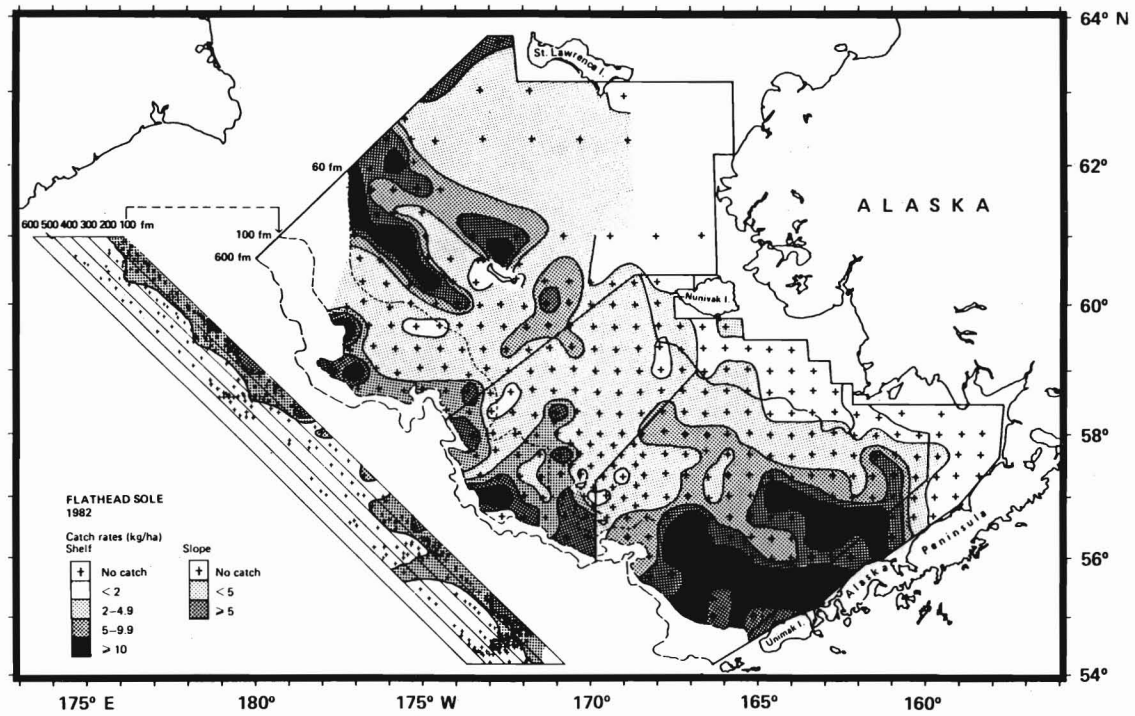 64° N
St. Lawrence I.
62°
60 fm
ALASKA
600 500 400 300 200 100 fm
100 fm
600 fm
Nunivak I.
60°
58°
FLATHEAD SOLE
1982
Catch rates (kg/ha)
Shelf
+ No catch
< 2
2–4.9
5–9.9
⩾ 10
Slope
+ No catch
< 5
⩾ 5
Alaska Peninsula
56°
Unimak I.
54°
175° E
180°
175° W
170°
165°
160°